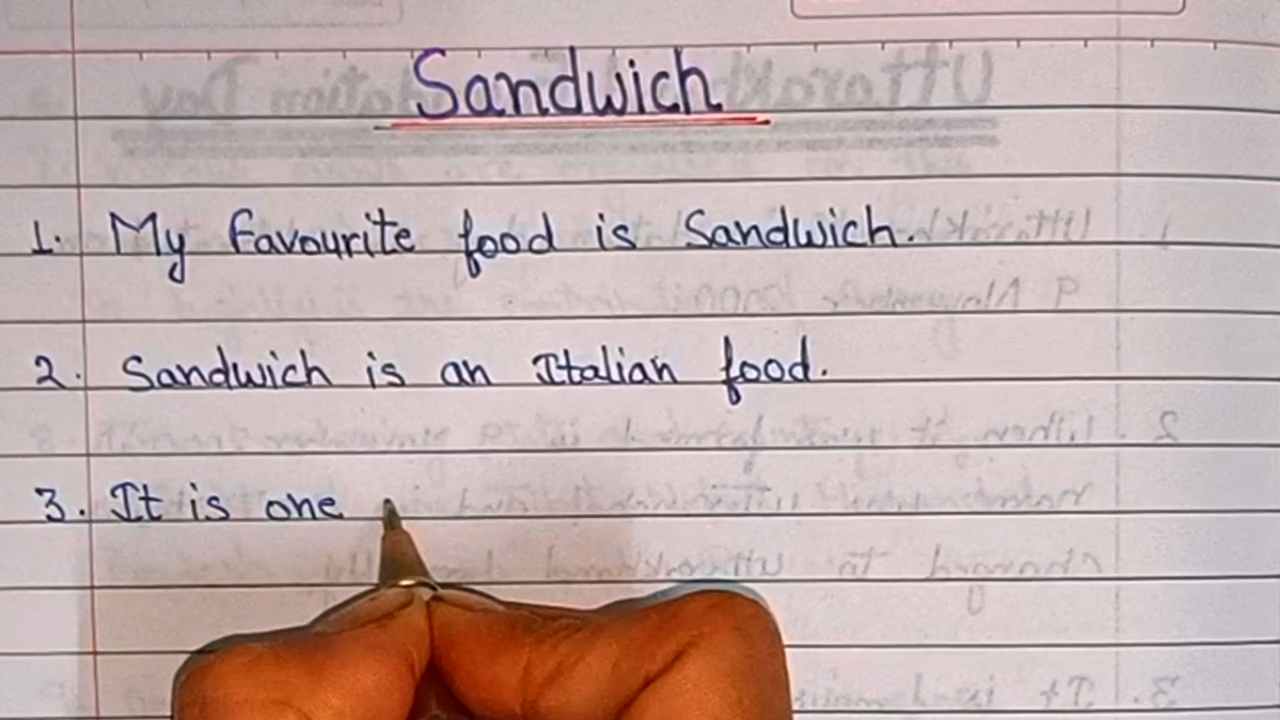 Sandwich
1. My favourite food is Sandwich.
2. Sandwich is an Italian food.
3. It is one